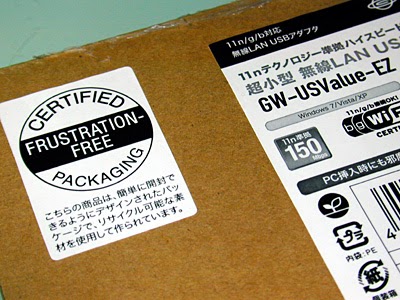 CERTIFIED
FRUSTRATION-
FREE
PACKAGING
こちらの商品は、簡単に開封で
きるようにデザインされたパッ
ケージで、リサイクル可能な素
材を使用して作られています。
11n/g/b対応
無線LAN USBアダプタ
11nテクノロジー準拠ハイスピー
超小型 無線LAN US
GW-USValue-EZ
Windows 7/Vista/XP
11n準拠
150
Mbps
11n/g/b
b g Wi Fi
CERT
PC挿入時にも邪
プラ
内袋:PE
4